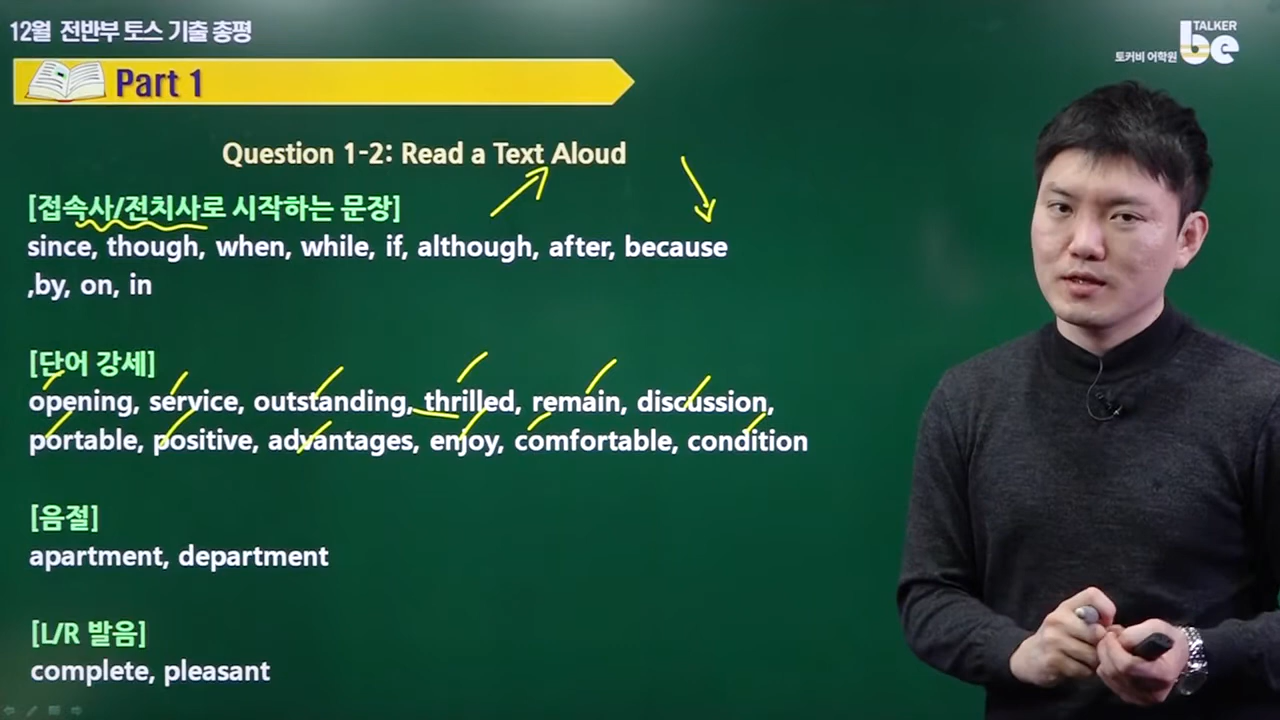 12월 전반부 토스 기출 총평
TALKER
be
토커비 어학원
Part 1
Question 1-2: Read a Text Aloud
[접속사/전치사로 시작하는 문장]
since, though, when, while, if, although, after, because
,by, on, in
[단어 강세]
opening, service, outstanding, thrilled, remain, discussion,
portable, positive, advantages, enjoy, comfortable, condition
[음절]
apartment, department
[L/R 발음]
complete, pleasant